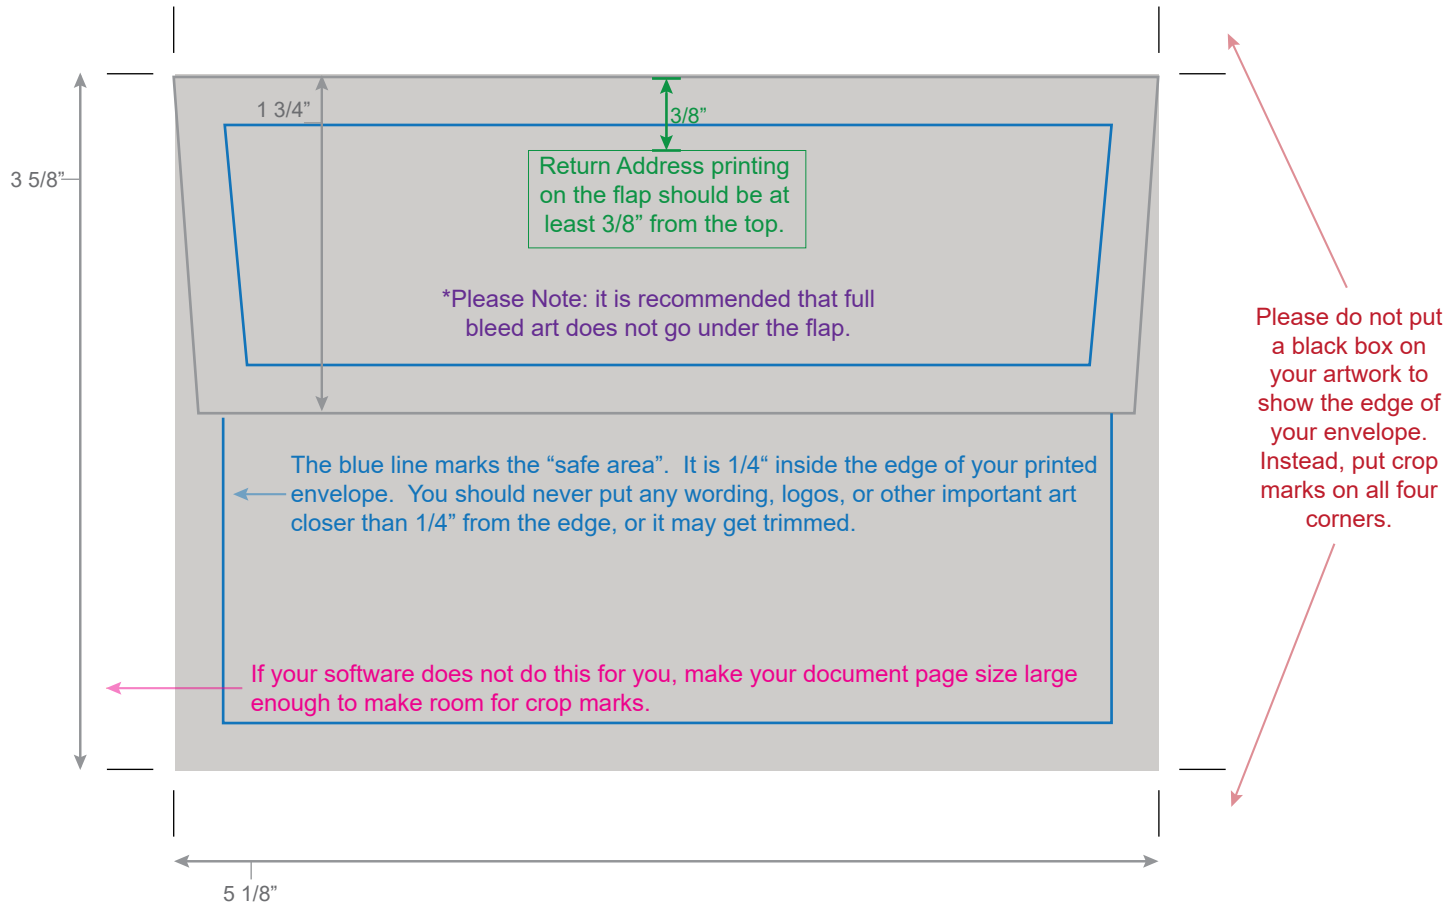 1 3/4”
3/8”
3 5/8”
Return Address printing
on the flap should be at
least 3/8” from the top.
*Please Note: it is recommended that full
bleed art does not go under the flap.
Please do not put
a black box on
your artwork to
show the edge of
your envelope.
Instead, put crop
marks on all four
corners.
The blue line marks the “safe area”.  It is 1/4“ inside the edge of your printed
envelope.  You should never put any wording, logos, or other important art
closer than 1/4” from the edge, or it may get trimmed.
If your software does not do this for you, make your document page size large
enough to make room for crop marks.
5 1/8”